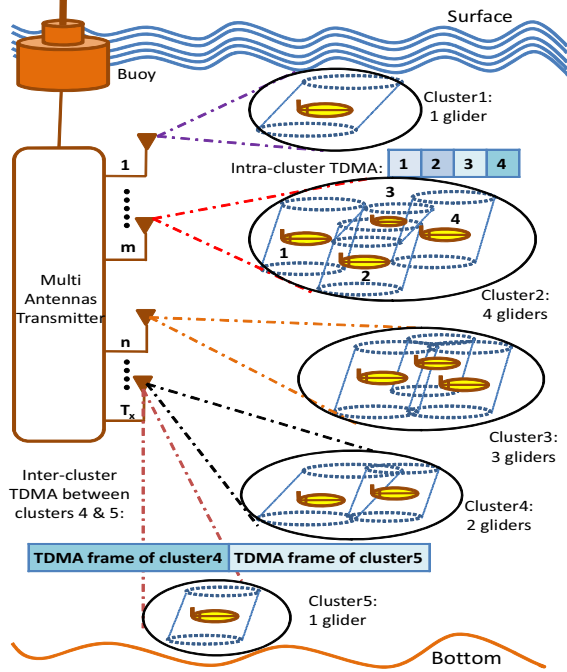 Surface
Buoy
Cluster1:
1 glider
1
Intra-cluster TDMA: 1 2 3 4
m
3
4
1
2
Multi
Antennas
Transmitter
Cluster2:
4 gliders
n
Tx
Cluster3:
3 gliders
Inter-cluster
TDMA between
clusters 4 & 5:
Cluster4:
2 gliders
TDMA frame of cluster4 TDMA frame of cluster5
Cluster5:
1 glider
Bottom